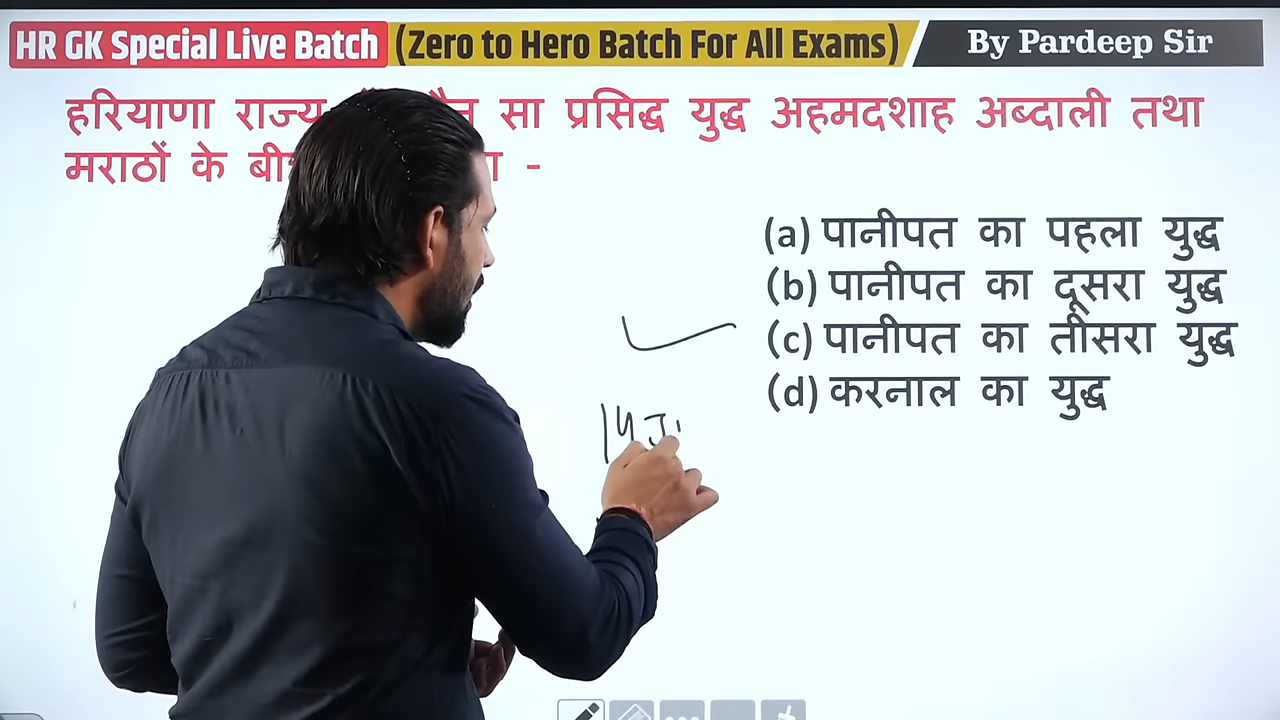 HR GK Special Live Batch (Zero to Hero Batch For All Exams) By Pardeep Sir
हरियाणा राज्य सा प्रसिद्ध युद्ध अहमदशाह अब्दाली तथा
मराठों के -
(a) पानीपत का पहला युद्ध
(b) पानीपत का दूसरा युद्ध
(c) पानीपत का तीसरा युद्ध
(d) करनाल का युद्ध
14